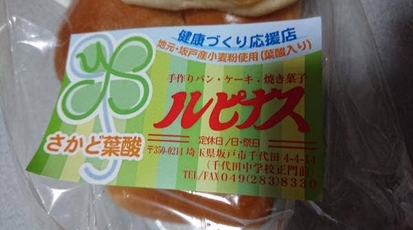 健康づくり応援店
地元・坂戸産小麦粉使用(葉酸入り)
手作りパン・ケーキ・焼き菓子
ルピナス
さかど葉酸
定休日/日・祭日
〒350-0214 埼玉県坂戸市千代田4-4-14
(千代田中学校正門前)
TEL/FAX 049(283)8330